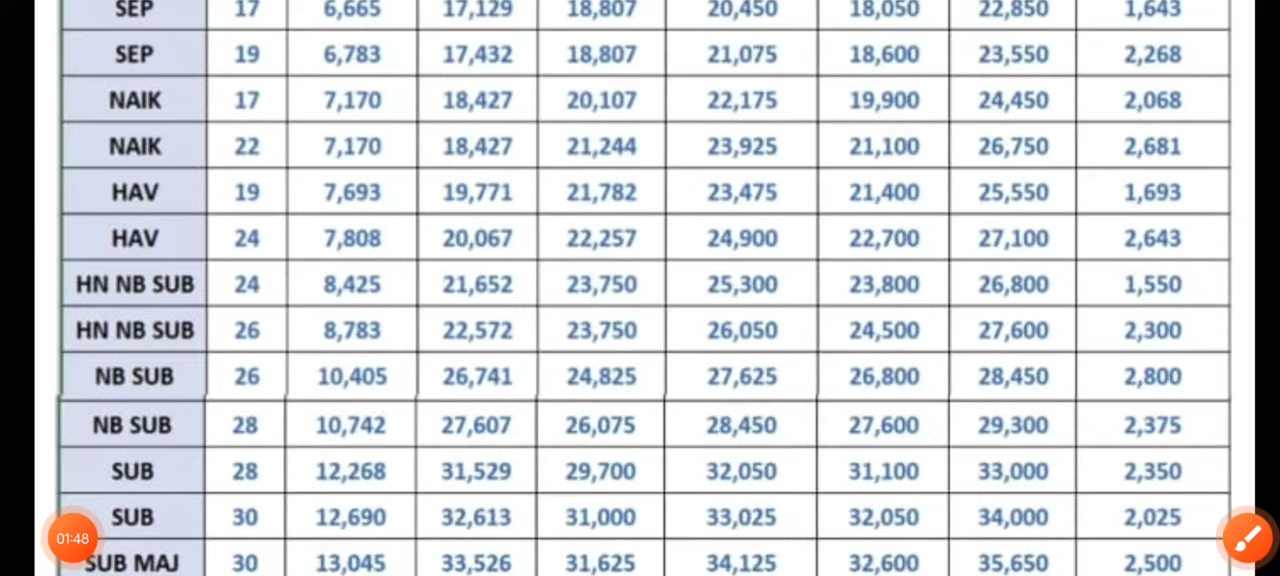 SEP 17 6,665 17,129 18,807 20,450 18,050 22,850 1,643
SEP 19 6,783 17,432 18,807 21,075 18,600 23,550 2,268
NAIK 17 7,170 18,427 20,107 22,175 19,900 24,450 2,068
NAIK 22 7,170 18,427 21,244 23,925 21,100 26,750 2,681
HAV 19 7,693 19,771 21,782 23,475 21,400 25,550 1,693
HAV 24 7,808 20,067 22,257 24,900 22,700 27,100 2,643
HN NB SUB 24 8,425 21,652 23,750 25,300 23,800 26,800 1,550
HN NB SUB 26 8,783 22,572 23,750 26,050 24,500 27,600 2,300
NB SUB 26 10,405 26,741 24,825 27,625 26,800 28,450 2,800
NB SUB 28 10,742 27,607 26,075 28,450 27,600 29,300 2,375
SUB 28 12,268 31,529 29,700 32,050 31,100 33,000 2,350
SUB 30 12,690 32,613 31,000 33,025 32,050 34,000 2,025
01:48
SUB MAJ 30 13,045 33,526 31,625 34,125 32,600 35,650 2,500